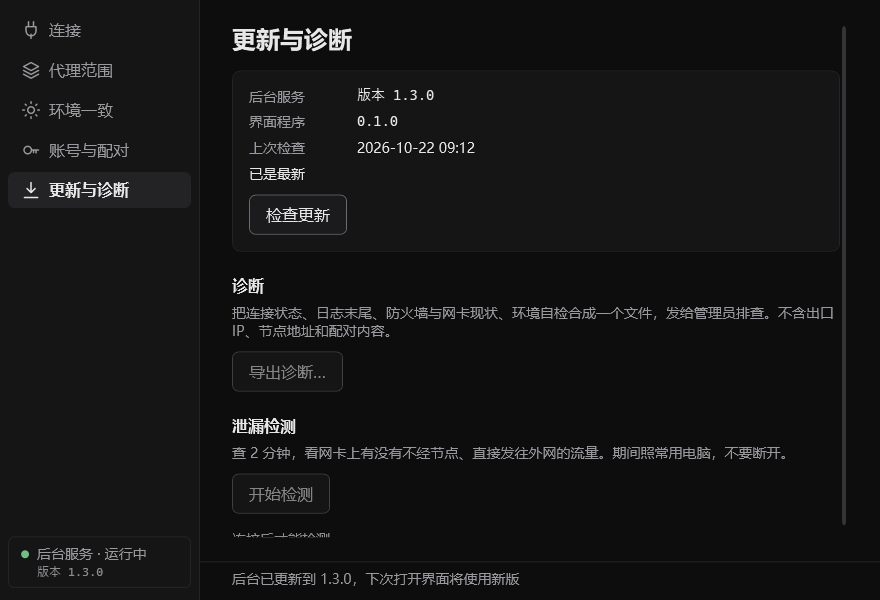 连接
代理范围
环境一致
账号与配对
更新与诊断
后台服务 · 运行中
版本 1.3.0
更新与诊断
后台服务 版本 1.3.0
界面程序 0.1.0
上次检查 2026-10-22 09:12
已是最新
检查更新
诊断
把连接状态、日志末尾、防火墙与网卡现状、环境自检合成一个文件，发给管理员排查。不含出口
IP、节点地址和配对内容。
导出诊断...
泄漏检测
查 2 分钟，看网卡上有没有不经节点、直接发往外网的流量。期间照常用电脑，不要断开。
开始检测
连接后才能检测
后台已更新到 1.3.0，下次打开界面将使用新版